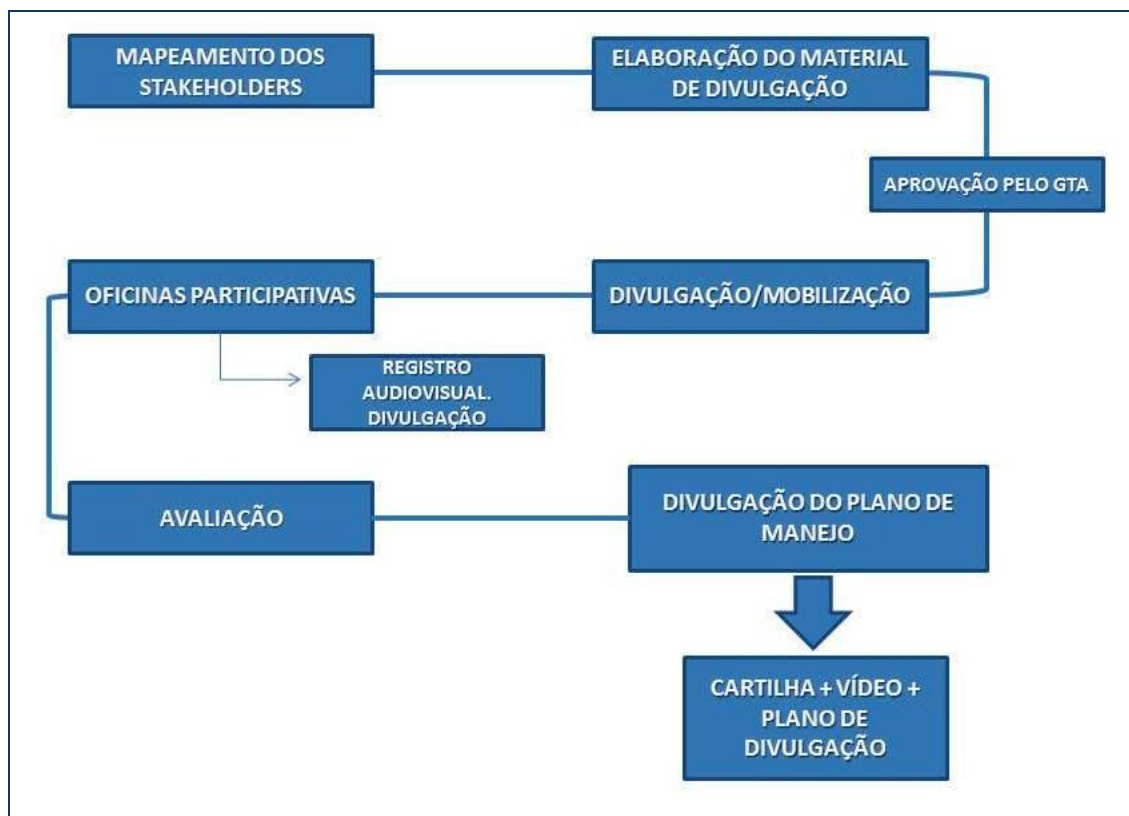 MAPEAMENTO DOS
STAKEHOLDERS
ELABORAÇÃO DO MATERIAL
DE DIVULGAÇÃO
APROVAÇÃO PELO GTA
OFICINAS PARTICIPATIVAS
DIVULGAÇÃO/MOBILIZAÇÃO
REGISTRO
AUDIOVISUAL.
DIVULGAÇÃO
AVALIAÇÃO
DIVULGAÇÃO DO PLANO DE
MANEJO
CARTILHA + VÍDEO +
PLANO DE
DIVULGAÇÃO